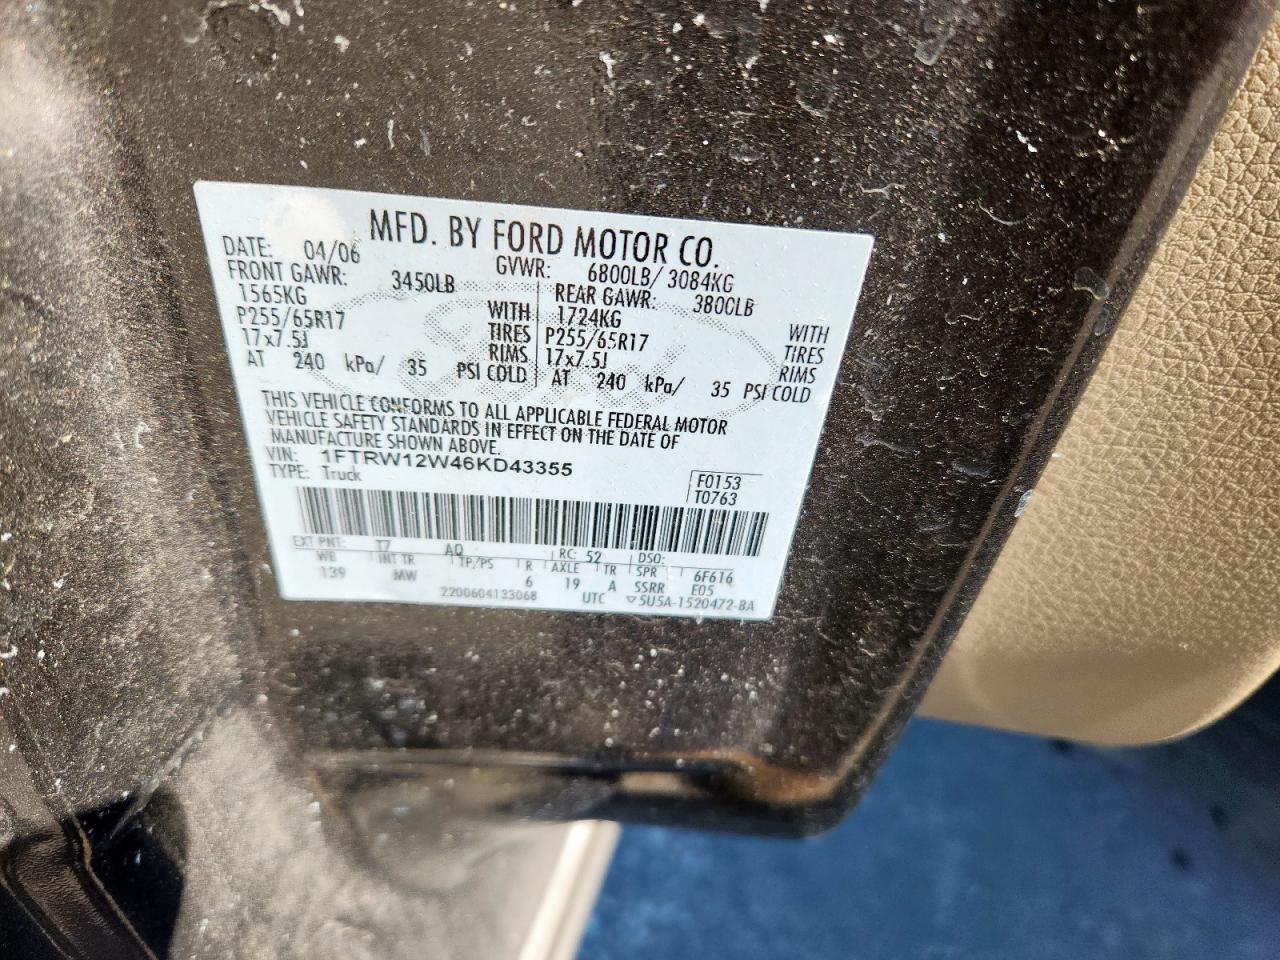 MFD. BY FORD MOTOR CO.
DATE: 04/06 GVWR: 6800LB/ 3084KG
FRONT GAWR: 3450LB REAR GAWR: 3800LB
1565KG WITH 1724KG WITH
P255/65R17 TIRES P255/65R17 TIRES
17x7.5J RIMS 17x7.5J RIMS
AT 240 kPa/ 35 PSI COLD AT 240 kPa/ 35 PSI COLD
THIS VEHICLE CONFORMS TO ALL APPLICABLE FEDERAL MOTOR
VEHICLE SAFETY STANDARDS IN EFFECT ON THE DATE OF
MANUFACTURE SHOWN ABOVE.
VIN: 1FTRW12W46KD43355
TYPE: Truck F0153
T0763
EXT PNT: T7 AQ RC: 52 DSO:
WB INT TR TP/PS R AXLE TR SPR 6F616
139 MW 6 19 A SSRR E05
2200604133068 UTC ▽5U5A-1520472-BA